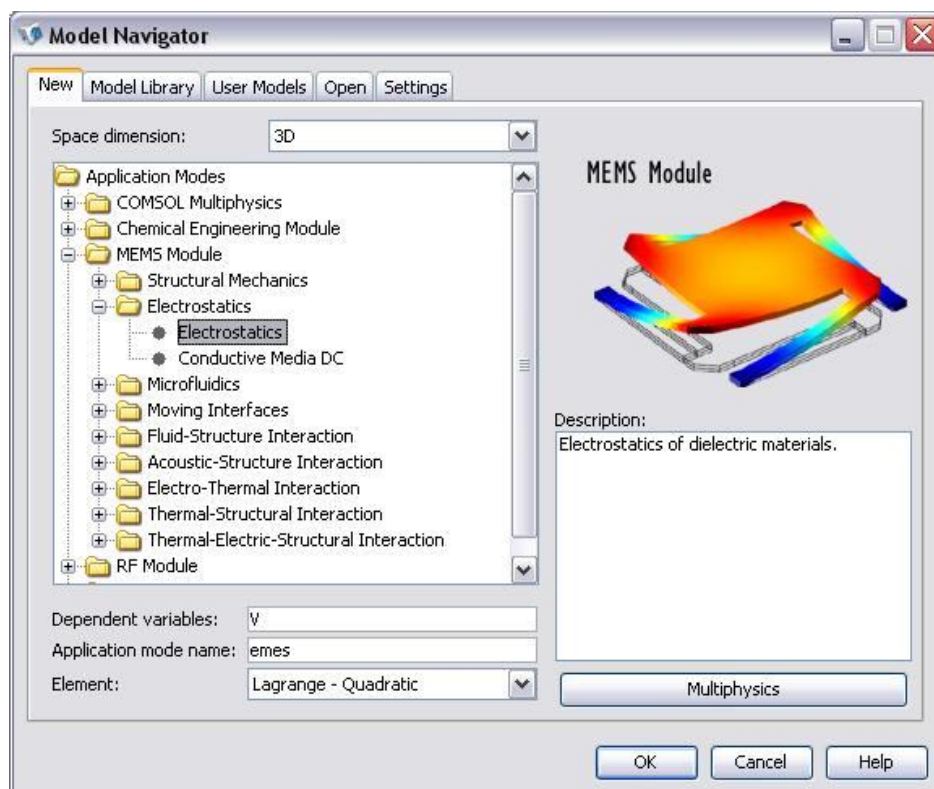 Model Navigator
New Model Library User Models Open Settings
Space dimension: 3D
Application Modes
COMSOL Multiphysics
Chemical Engineering Module
MEMS Module
Structural Mechanics
Electrostatics
Electrostatics
Conductive Media DC
Microfluidics
Moving Interfaces
Fluid-Structure Interaction
Acoustic-Structure Interaction
Electro-Thermal Interaction
Thermal-Structural Interaction
Thermal-Electric-Structural Interaction
RF Module
Dependent variables: V
Application mode name: emes
Element: Lagrange - Quadratic
MEMS Module
Description:
Electrostatics of dielectric materials.
Multiphysics
OK Cancel Help